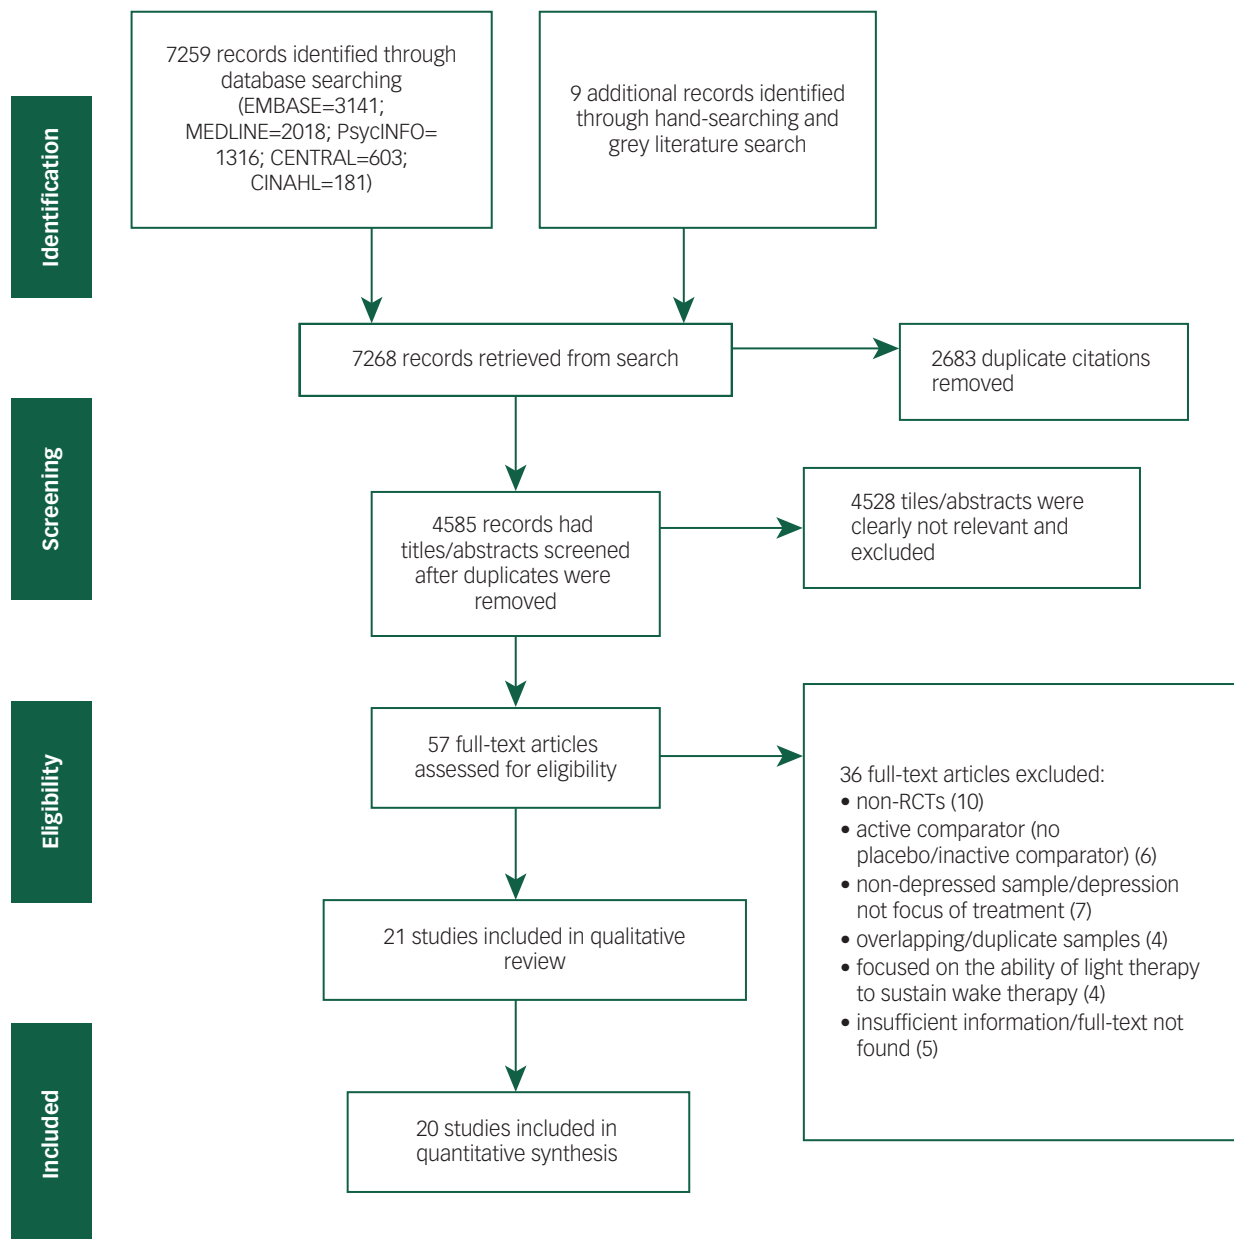 Identification
7259 records identified through
database searching
(EMBASE=3141;
MEDLINE=2018; PsycINFO=
1316; CENTRAL=603;
CINAHL=181)
9 additional records identified
through hand-searching and
grey literature search
7268 records retrieved from search
2683 duplicate citations
removed
Screening
4585 records had
titles/abstracts screened
after duplicates were
removed
4528 tiles/abstracts were
clearly not relevant and
excluded
Eligibility
57 full-text articles
assessed for eligibility
36 full-text articles excluded:
• non-RCTs (10)
• active comparator (no
placebo/inactive comparator) (6)
• non-depressed sample/depression
not focus of treatment (7)
• overlapping/duplicate samples (4)
• focused on the ability of light therapy
to sustain wake therapy (4)
• insufficient information/full-text not
found (5)
21 studies included in qualitative
review
Included
20 studies included in
quantitative synthesis